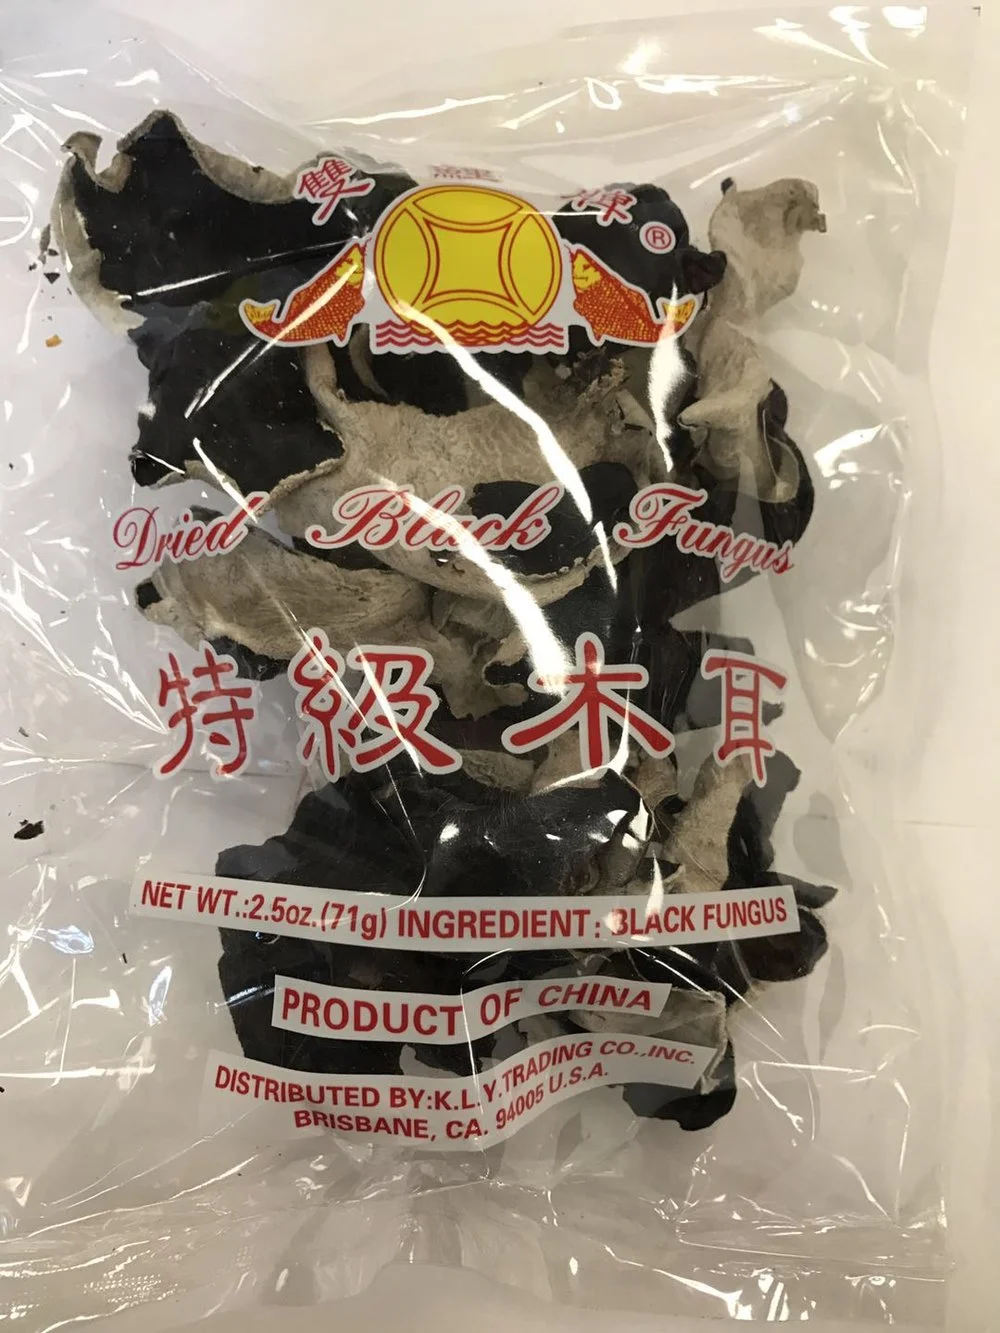 雙
®
Dried Black Fungus
特級木耳
NET WT.:2.5oz.(71g) INGREDIENT: BLACK FUNGUS
PRODUCT OF CHINA
DISTRIBUTED BY:K.L.Y.TRADING CO.,INC.
BRISBANE, CA. 94005 U.S.A.